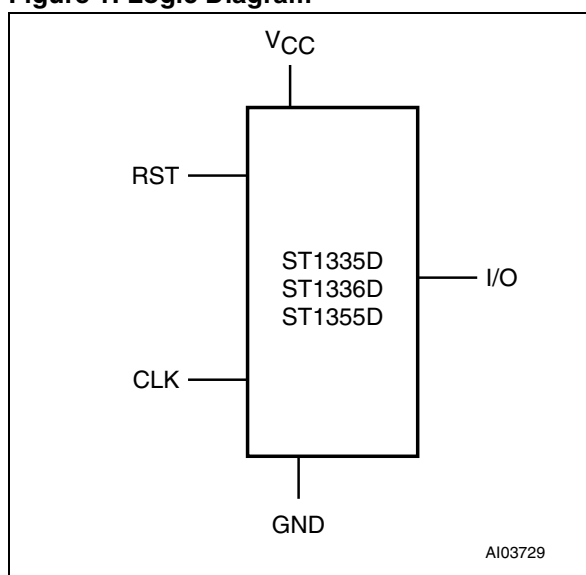 Figure 1. Logic Diagram
VCC
RST
ST1335D
ST1336D
ST1355D
I/O
CLK
GND
AI03729